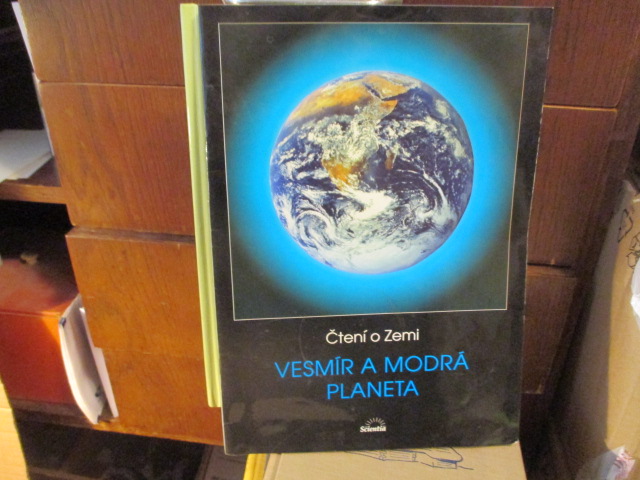 Čtení o Zemi
VESMÍR A MODRÁ
PLANETA
Scientia